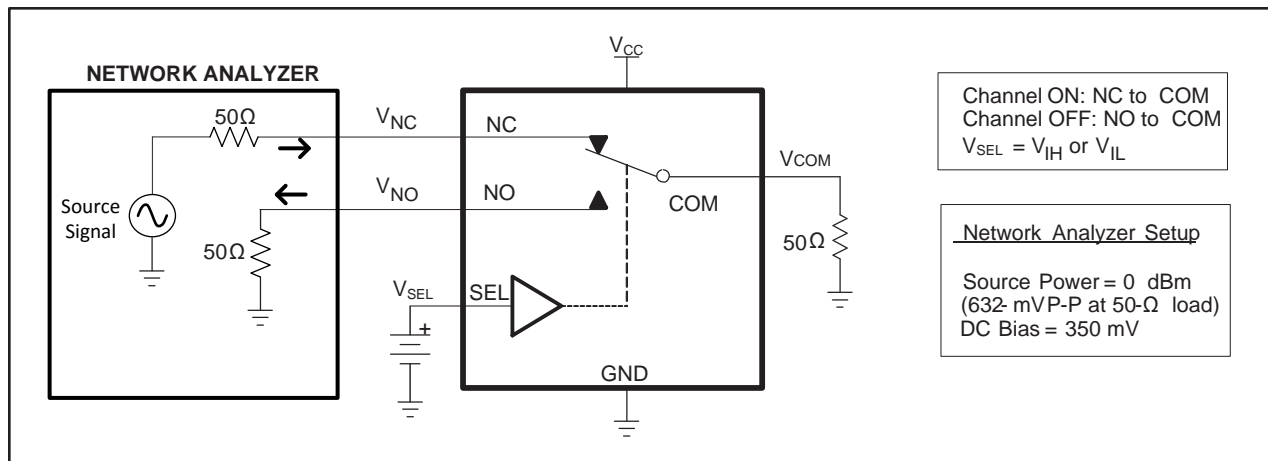 V_CC
NETWORK ANALYZER
50Ω
V_NC
NC
Channel ON: NC to COM
Channel OFF: NO to COM
V_SEL = V_IH or V_IL
V_COM
V_NO
NO
COM
Source
Signal
50Ω
50Ω
Network Analyzer Setup
Source Power = 0 dBm
(632- mVP-P at 50-Ω load)
DC Bias = 350 mV
V_SEL
SEL
+
GND